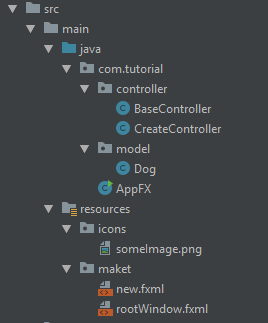 src
main
java
com.tutorial
controller
BaseController
CreateController
model
Dog
AppFX
resources
icons
someImage.png
maket
new.fxml
rootWindow.fxml